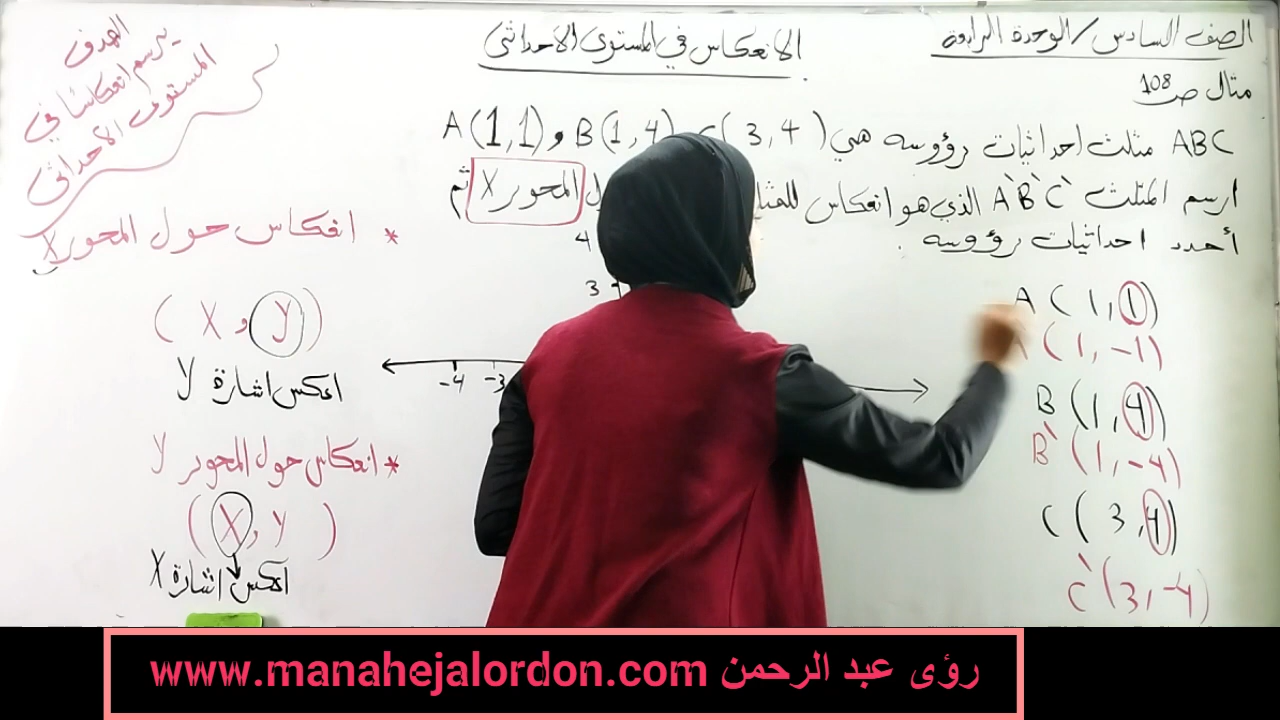 الصف السادس / الوحدة الرابعة
الانعكاس في المستوى الاحداثي
الهدف
يرسم انعكاسًا في
المستوى الاحداثي
مثال ص 108
ABC مثلث احداثيات رؤوسه هي A(1,1) و B(1,4) C(3,4)
ارسم المثلث A`B`C` الذي هو انعكاس للمثل المحور X ثم
أحدد احداثيات رؤوسه .
4
3
-4 -3
A (1,1)
(1,-1)
B (1,4)
B` (1,-4)
C (3,4)
C` (3,-4)
* انعكاس حول المحور X
(X و y)
اعكس اشارة y
* انعكاس حول المحور y
(X, y)
اعكس اشارة X
رؤى عبد الرحمن www.manahejalordon.com